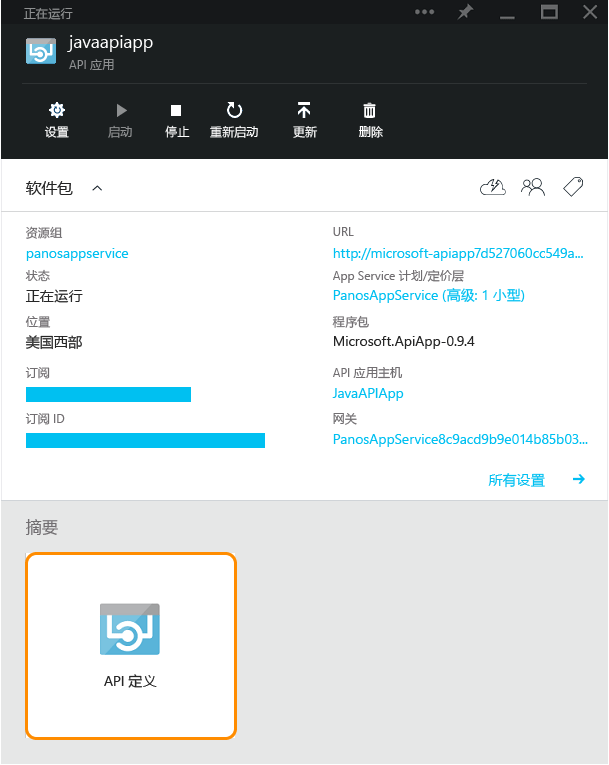 正在运行
javaapiapp
API 应用
设置
启动
停止
重新启动
更新
删除
软件包
资源组
panosappservice
状态
正在运行
位置
美国西部
订阅
订阅 ID
URL
http://microsoft-apiapp7d527060cc549a...
App Service 计划/定价层
PanosAppService (高级: 1 小型)
程序包
Microsoft.ApiApp-0.9.4
API 应用主机
JavaAPIApp
网关
PanosAppService8c9acd9b9e014b85b03...
所有设置
摘要
API 定义